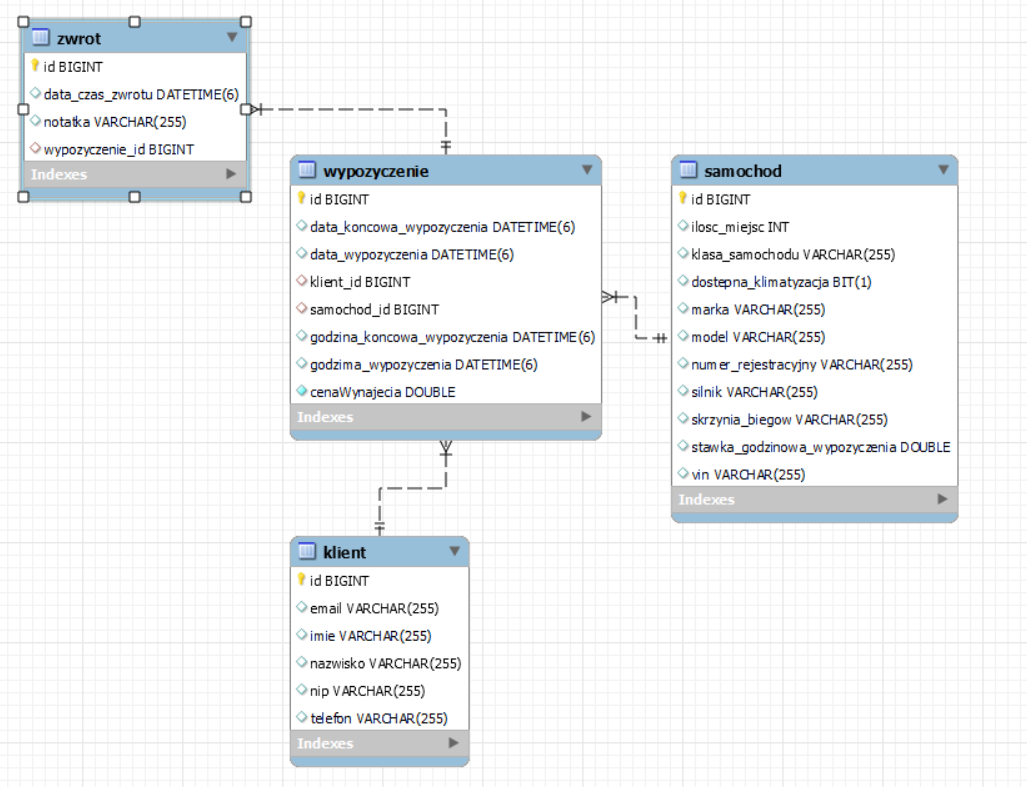 zwrot
id BIGINT
data_czas_zwrotu DATETIME(6)
notatka VARCHAR(255)
wypozyczenie_id BIGINT
Indexes
wypozyczenie
id BIGINT
data_koncowa_wypozyczenia DATETIME(6)
data_wypozyczenia DATETIME(6)
klient_id BIGINT
samochod_id BIGINT
godzina_koncowa_wypozyczenia DATETIME(6)
godzima_wypozyczenia DATETIME(6)
cenaWynajecia DOUBLE
Indexes
samochod
id BIGINT
ilosc_miejsc INT
klasa_samochodu VARCHAR(255)
dostepna_klimatyzacja BIT(1)
marka VARCHAR(255)
model VARCHAR(255)
numer_rejestracyjny VARCHAR(255)
silnik VARCHAR(255)
skrzynia_biegow VARCHAR(255)
stawka_godzinowa_wypozyczenia DOUBLE
vin VARCHAR(255)
Indexes
klient
id BIGINT
email VARCHAR(255)
imie VARCHAR(255)
nazwisko VARCHAR(255)
nip VARCHAR(255)
telefon VARCHAR(255)
Indexes